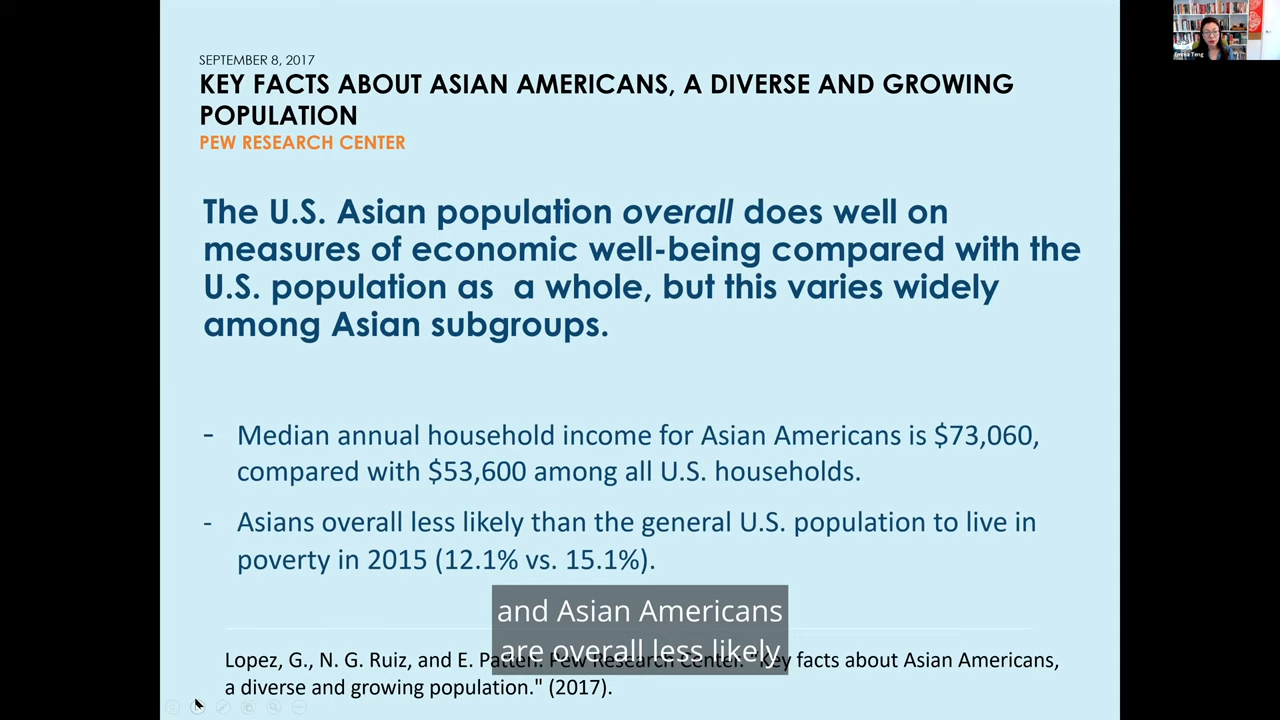 SEPTEMBER 8, 2017
KEY FACTS ABOUT ASIAN AMERICANS, A DIVERSE AND GROWING
POPULATION
PEW RESEARCH CENTER
The U.S. Asian population overall does well on
measures of economic well-being compared with the
U.S. population as a whole, but this varies widely
among Asian subgroups.
- Median annual household income for Asian Americans is $73,060,
compared with $53,600 among all U.S. households.
- Asians overall less likely than the general U.S. population to live in
poverty in 2015 (12.1% vs. 15.1%).
and Asian Americans
are overall less likely
Lopez, G., N. G. Ruiz, and E. Patten. Pew Research Center. "Key facts about Asian Americans,
a diverse and growing population." (2017).
Emma Teng